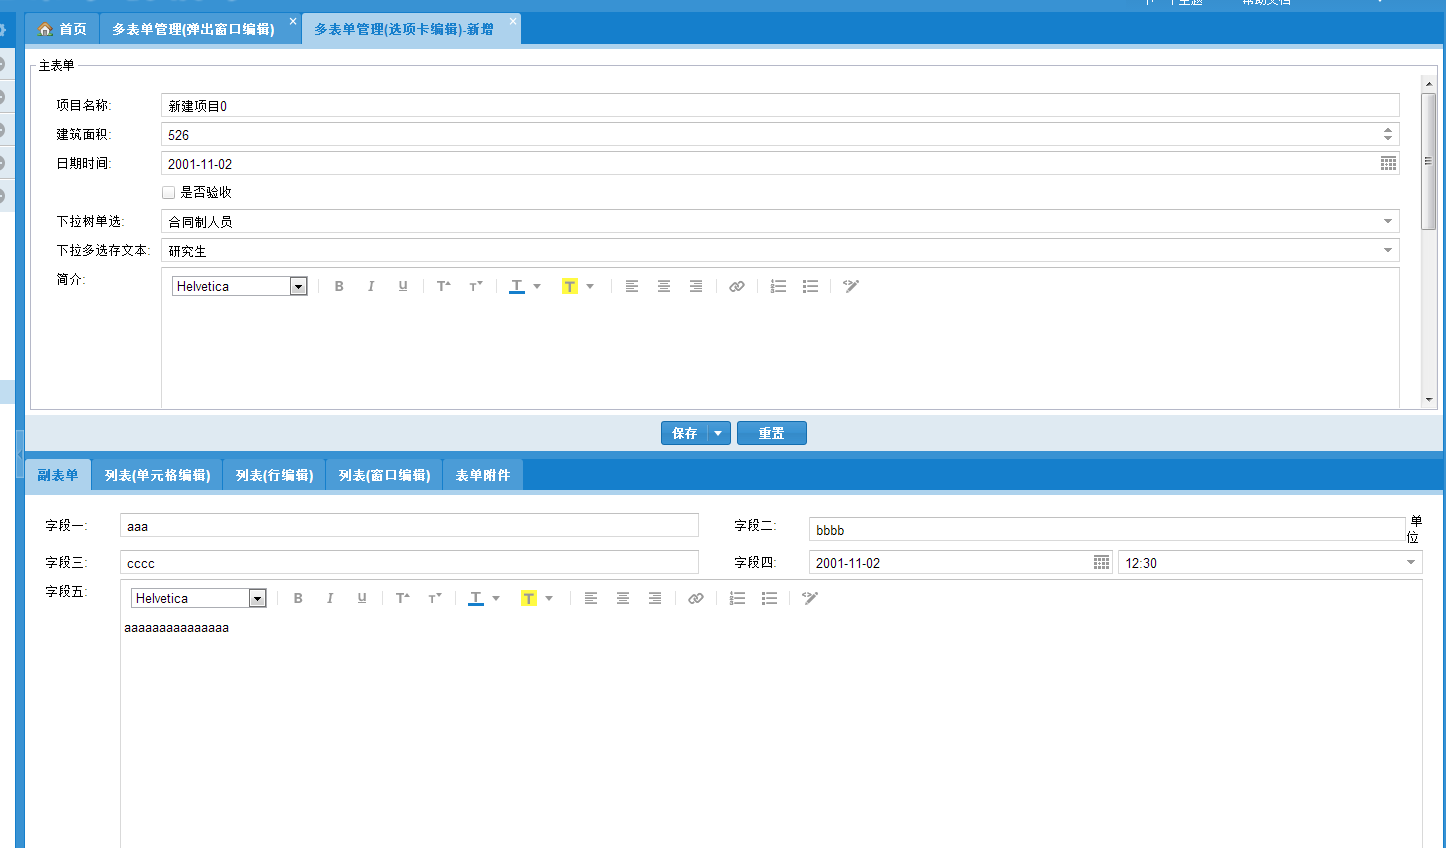 首页
多表单管理(弹出窗口编辑)
多表单管理(选项卡编辑)-新增
主表单
项目名称: 新建项目0
建筑面积: 526
日期时间: 2001-11-02
是否验收
下拉树单选: 合同制人员
下拉多选存文本: 研究生
简介:
Helvetica B I U T T T T
保存 重置
副表单 列表(单元格编辑) 列表(行编辑) 列表(窗口编辑) 表单附件
字段一: aaa 字段二: bbbb 单位
字段三: cccc 字段四: 2001-11-02 12:30
字段五:
Helvetica B I U T T T T
aaaaaaaaaaaaaaa